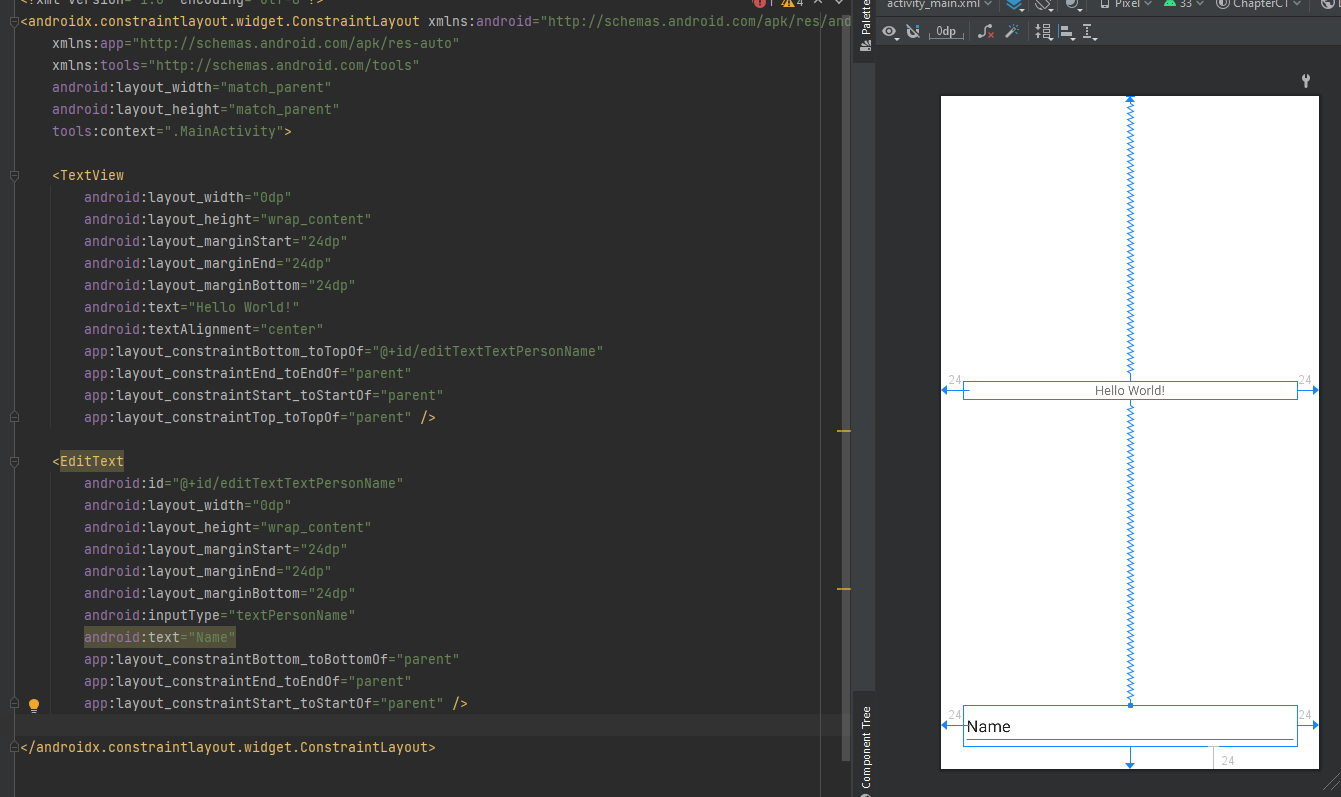 <?xml version="1.0" encoding="utf-8"?>
<androidx.constraintlayout.widget.ConstraintLayout xmlns:android="http://schemas.android.com/apk/res/and
xmlns:app="http://schemas.android.com/apk/res-auto"
xmlns:tools="http://schemas.android.com/tools"
android:layout_width="match_parent"
android:layout_height="match_parent"
tools:context=".MainActivity">
<TextView
android:layout_width="0dp"
android:layout_height="wrap_content"
android:layout_marginStart="24dp"
android:layout_marginEnd="24dp"
android:layout_marginBottom="24dp"
android:text="Hello World!"
android:textAlignment="center"
app:layout_constraintBottom_toTopOf="@+id/editTextTextPersonName"
app:layout_constraintEnd_toEndOf="parent"
app:layout_constraintStart_toStartOf="parent"
app:layout_constraintTop_toTopOf="parent" />
<EditText
android:id="@+id/editTextTextPersonName"
android:layout_width="0dp"
android:layout_height="wrap_content"
android:layout_marginStart="24dp"
android:layout_marginEnd="24dp"
android:layout_marginBottom="24dp"
android:inputType="textPersonName"
android:text="Name"
app:layout_constraintBottom_toBottomOf="parent"
app:layout_constraintEnd_toEndOf="parent"
app:layout_constraintStart_toStartOf="parent" />
</androidx.constraintlayout.widget.ConstraintLayout>
1 4
Palette
Component Tree
activity_main.xml Pixel 33 ChapterCT
0dp
24 24
Hello World!
24 24
Name
24